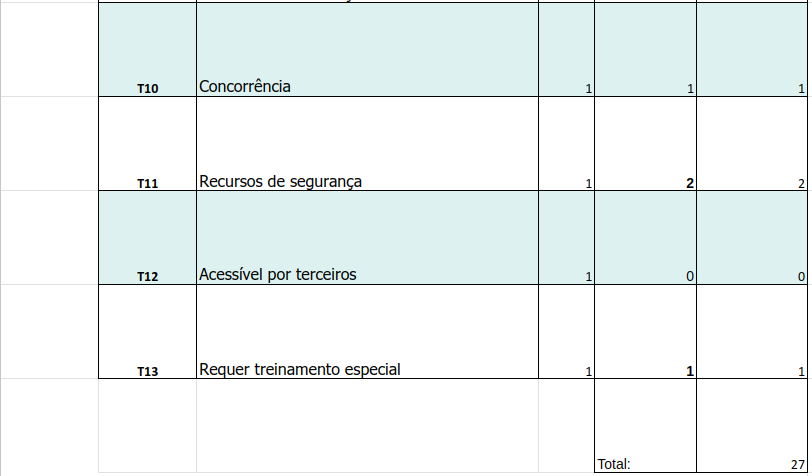 T10 Concorrência 1 1 1
T11 Recursos de segurança 1 2 2
T12 Acessível por terceiros 1 0 0
T13 Requer treinamento especial 1 1 1
Total: 27